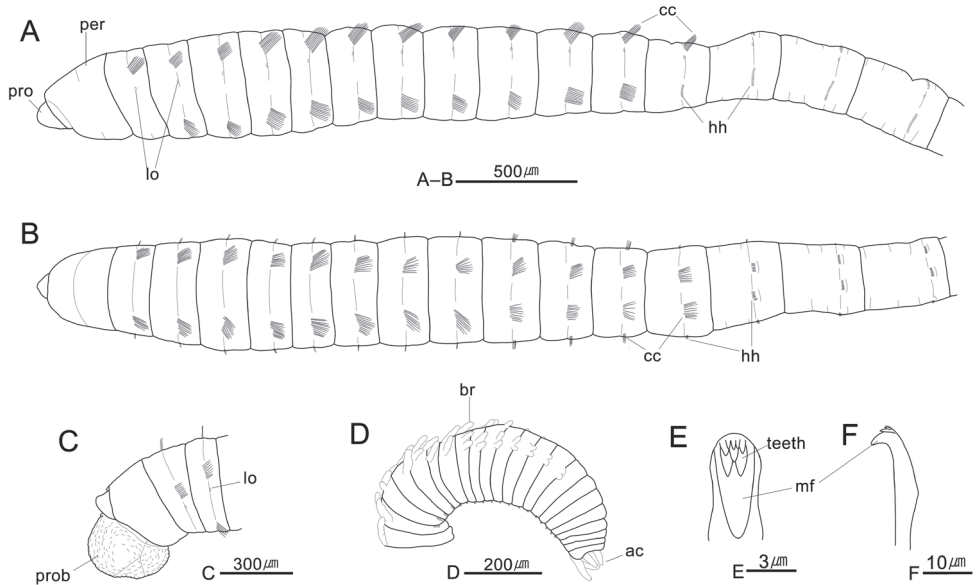 A
per
cc
pro
lo
hh
A–B 500㎛
B
cc
hh
C
lo
prob
C 300㎛
D
br
ac
D 200㎛
E
teeth
mf
E 3㎛
F
F 10㎛